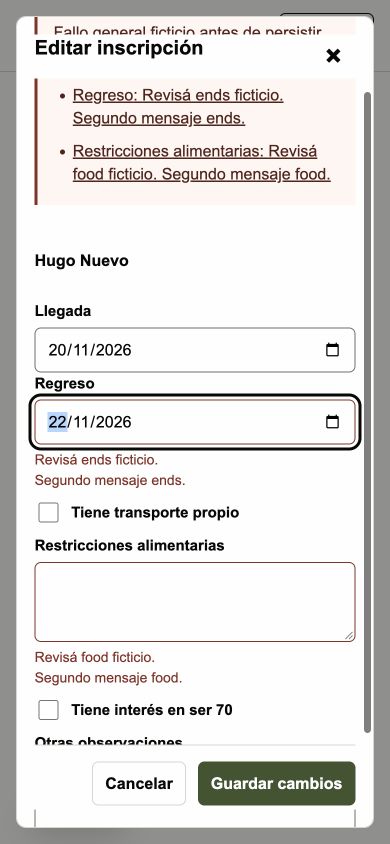 Fallo general ficticio antes de persistir.
Editar inscripción
Regreso: Revisá ends ficticio.
Segundo mensaje ends.
Restricciones alimentarias: Revisá
food ficticio. Segundo mensaje food.
Hugo Nuevo
Llegada
20/11/2026
Regreso
22/11/2026
Revisá ends ficticio.
Segundo mensaje ends.
Tiene transporte propio
Restricciones alimentarias
Revisá food ficticio.
Segundo mensaje food.
Tiene interés en ser 70
Otras observaciones
Cancelar
Guardar cambios